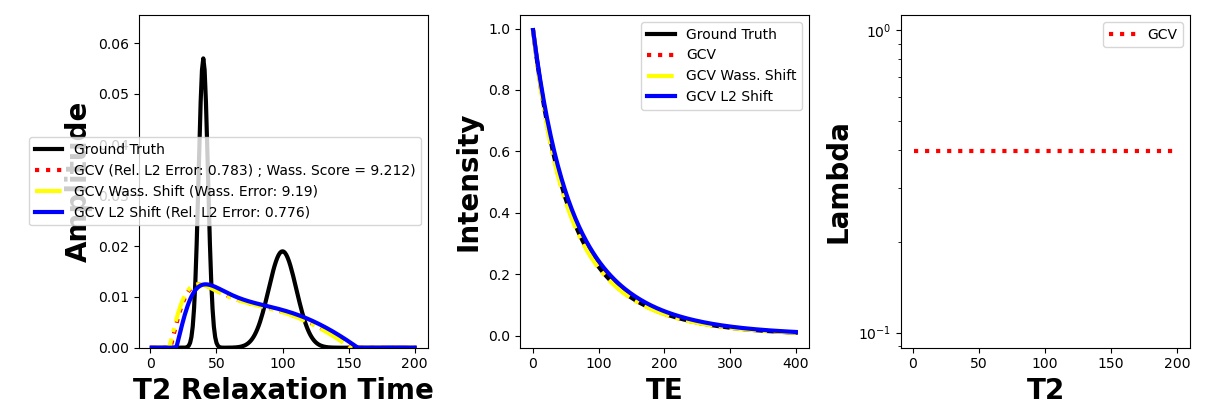 0.06
0.05
0.04
0.03
0.02
0.01
0.00
0
50
100
150
200
Amplitude
T2 Relaxation Time
Ground Truth
GCV (Rel. L2 Error: 0.783) ; Wass. Score = 9.212)
GCV Wass. Shift (Wass. Error: 9.19)
GCV L2 Shift (Rel. L2 Error: 0.776)
1.0
0.8
0.6
0.4
0.2
0.0
0
100
200
300
400
Intensity
TE
Ground Truth
GCV
GCV Wass. Shift
GCV L2 Shift
10⁰
10⁻¹
0
50
100
150
200
Lambda
T2
GCV